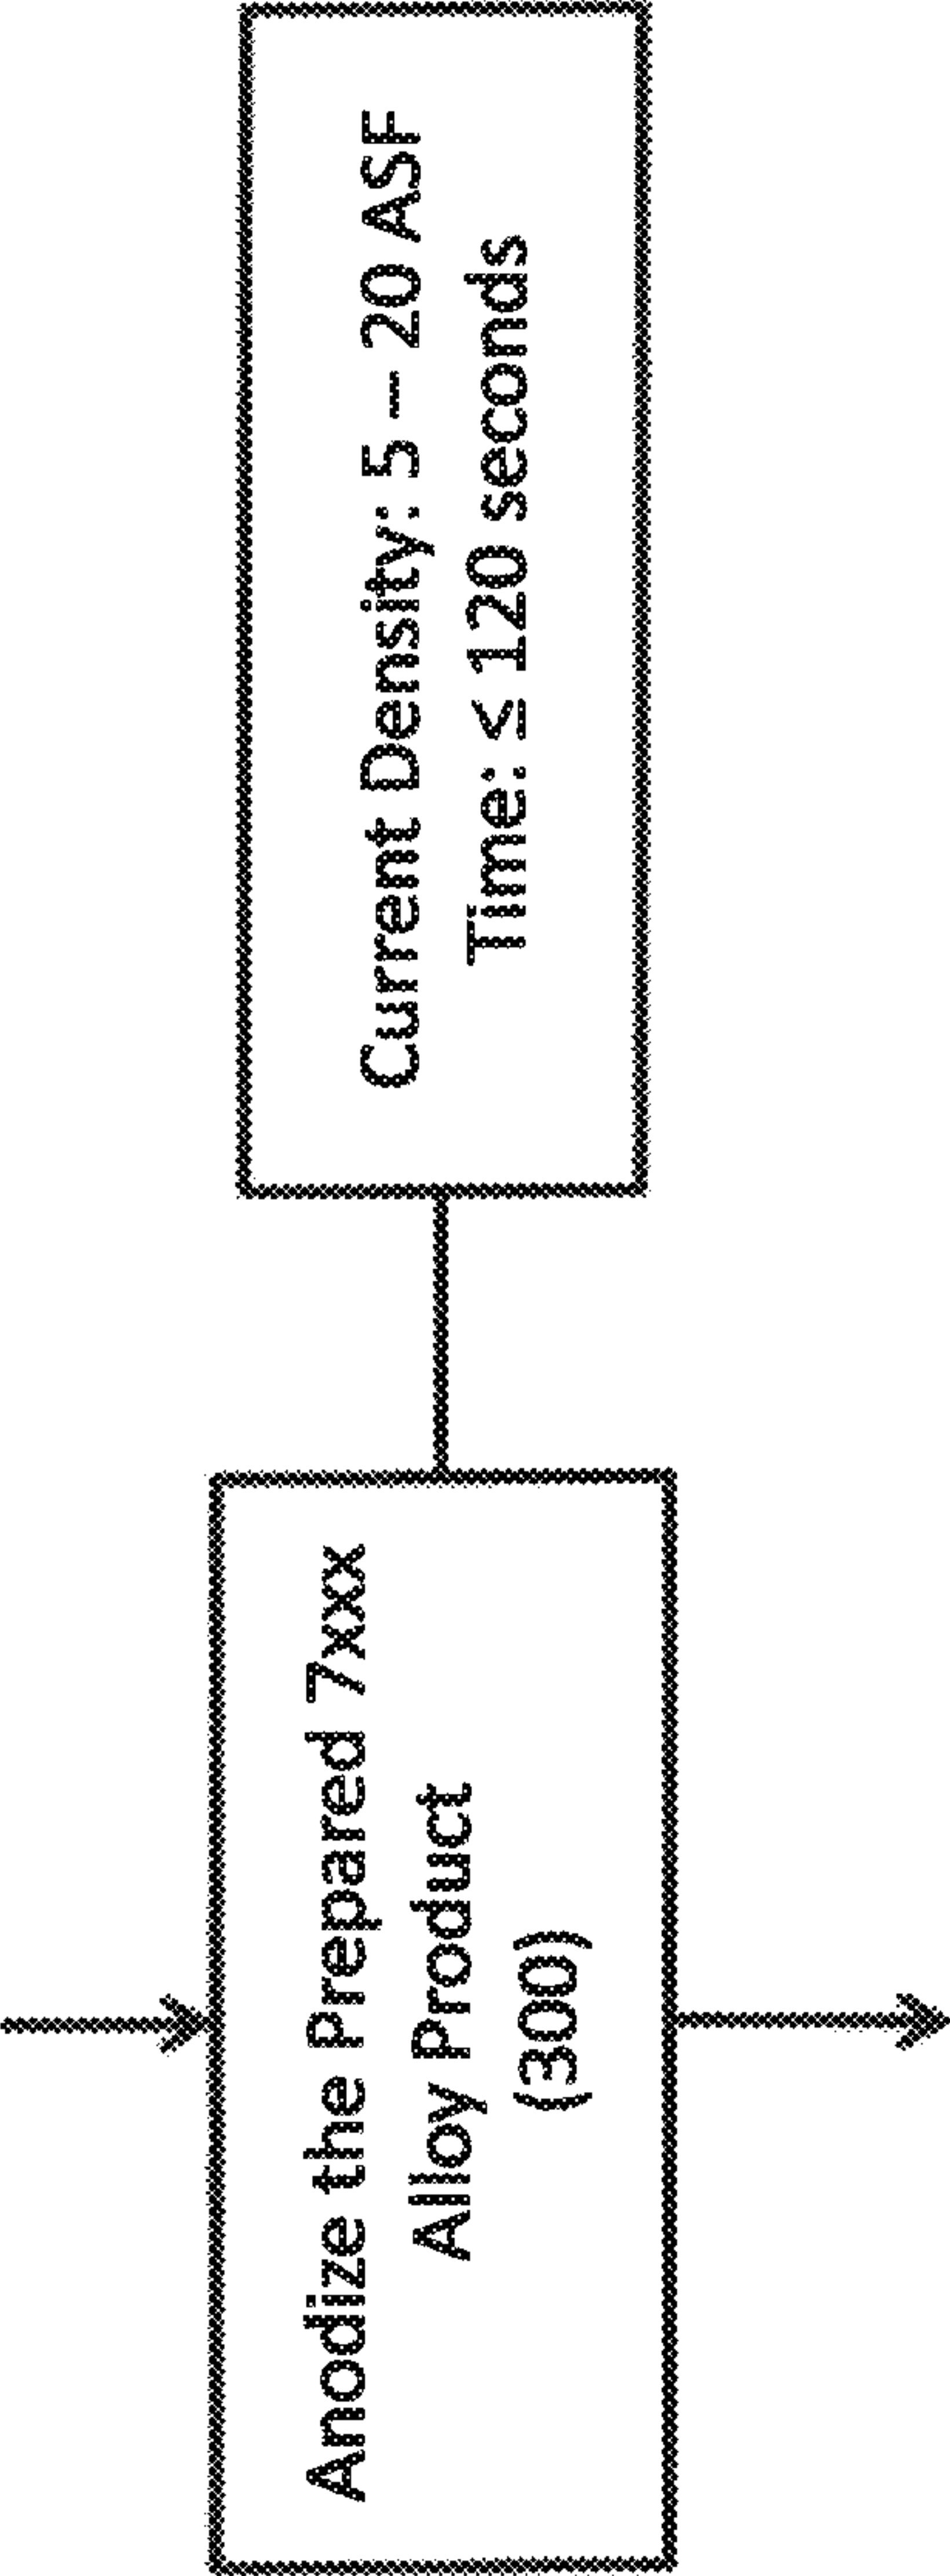 Anodize the Prepared 7xxx
Alloy Product
(300)
Current Density: 5 – 20 ASF
Time: ≤ 120 seconds